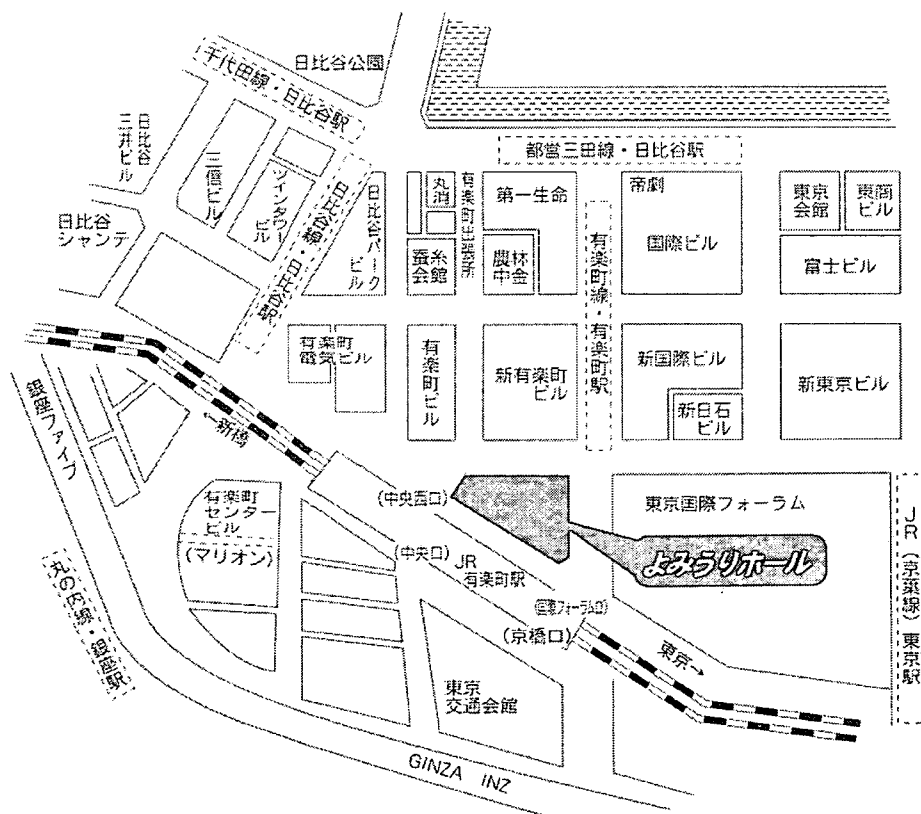 日比谷公園
千代田線・日比谷駅
都営三田線・日比谷駅
日比谷
三井ビル
三信ビル
ツインタワー
ビル
日比谷線・日比谷駅
日比谷パーク
ビル
丸消
有楽町出張所
第一生命
帝劇
東京
会館
東商
ビル
日比谷
シャンテ
蚕糸
会館
農林
中金
有楽町線・有楽町駅
国際ビル
富士ビル
有楽町
電気ビル
有楽町ビル
新有楽町
ビル
新国際ビル
新日石
ビル
新東京ビル
銀座ファイブ
←新橋
有楽町
センター
ビル
(マリオン)
(中央西口)
(中央口)
JR
有楽町駅
東京国際フォーラム
よみうりホール
JR(京葉線)東京駅
(国際フォーラム口)
(京橋口)
東京→
丸の内線・銀座駅
東京
交通会館
GINZA INZ